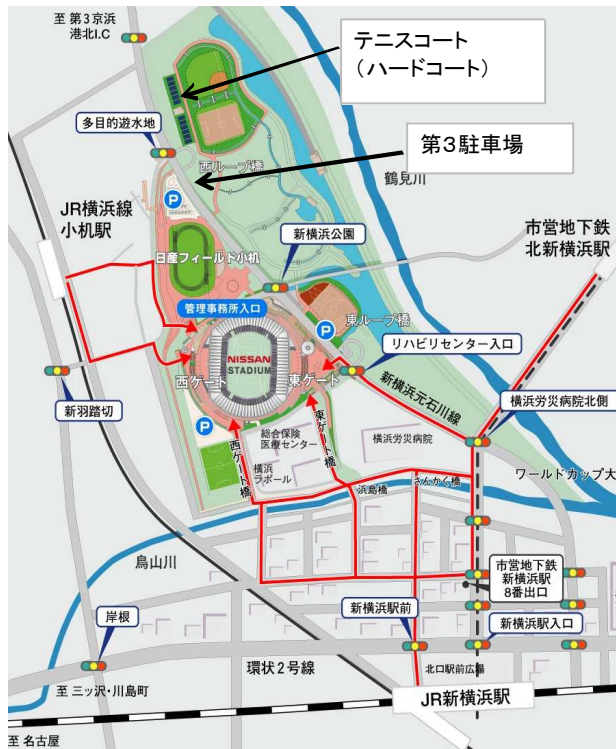 至 第3京浜
港北I.C
テニスコート
（ハードコート）
多目的遊水地
第3駐車場
西ループ橋
鶴見川
P
JR横浜線
小机駅
市営地下鉄
北新横浜駅
新横浜公園
日産フィールド小机
管理事務所入口
P
東ループ橋
リハビリセンター入口
NISSAN
STADIUM
西ゲート
東ゲート
新横浜元石川線
新羽踏切
横浜労災病院北側
P
西ゲート橋
東ゲート橋
総合保険
医療センター
横浜労災病院
横浜
ラポール
浜鳥橋
さんかく橋
ワールドカップ大
鳥山川
市営地下鉄
新横浜駅
8番出口
新横浜駅前
新横浜駅入口
岸根
環状2号線
北口駅前広場
至 三ッ沢・川島町
JR新横浜駅
至 名古屋